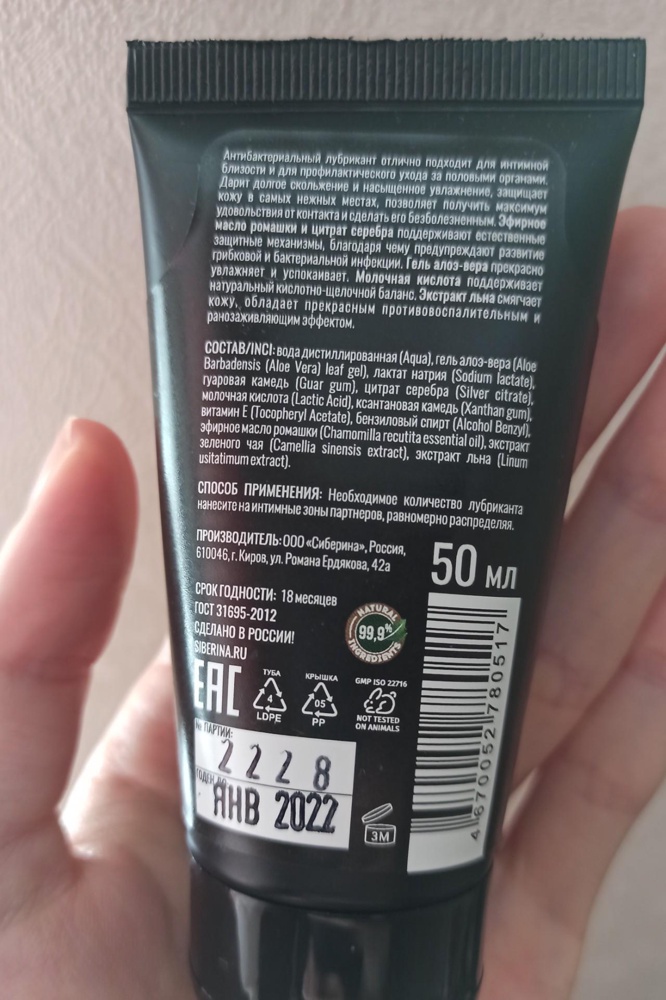 Антибактериальный лубрикант отлично подходит для интимной
близости и для профилактического ухода за половыми органами.
Дарит долгое скольжение и насыщенное увлажнение, защищает
кожу в самых нежных местах, позволяет получить максимум
удовольствия от контакта и сделать его безболезненным. Эфирное
масло ромашки и цитрат серебра поддерживают естественные
защитные механизмы, благодаря чему предупреждают развитие
грибковой и бактериальной инфекции. Гель алоэ-вера прекрасно
увлажняет и успокаивает. Молочная кислота поддерживает
натуральный кислотно-щелочной баланс. Экстракт льна смягчает
кожу, обладает прекрасным противовоспалительным и
ранозаживляющим эффектом.
СОСТАВ/INCI: вода дистиллированная (Aqua), гель алоэ-вера (Aloe
Barbadensis (Aloe Vera) leaf gel), лактат натрия (Sodium lactate),
гуаровая камедь (Guar gum), цитрат серебра (Silver citrate),
молочная кислота (Lactic Acid), ксантановая камедь (Xanthan gum),
витамин Е (Tocopheryl Acetate), бензиловый спирт (Alcohol Benzyl),
эфирное масло ромашки (Chamomilla recutita essential oil), экстракт
зеленого чая (Camellia sinensis extract), экстракт льна (Linum
usitatimum extract).
СПОСОБ ПРИМЕНЕНИЯ: Необходимое количество лубриканта
нанесите на интимные зоны партнеров, равномерно распределяя.
ПРОИЗВОДИТЕЛЬ: ООО «Сиберина», Россия,
610046, г. Киров, ул. Романа Ердякова, 42а
50 мл
СРОК ГОДНОСТИ: 18 месяцев
ГОСТ 31695-2012
СДЕЛАНО В РОССИИ!
SIBERINA.RU
NATURAL
99,9%
INGREDIENTS
EAC
ТУБА
4
LDPE
КРЫШКА
05
PP
GMP ISO 22716
NOT TESTED
ON ANIMALS
№ ПАРТИИ:
2228
ГОДЕН ДО:
ЯНВ 2022
3М
4 670052 780517